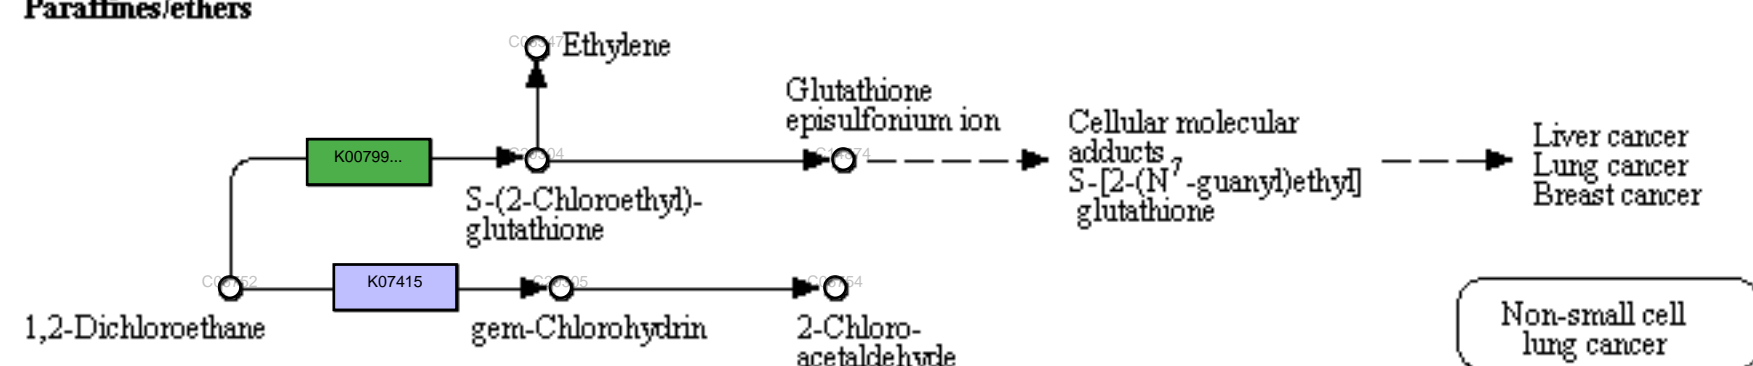 Paraffines/ethers
Ethylene
Glutathione
episulfonium ion
Cellular molecular
adducts
S-[2-(N7-guanyl)ethyl]
glutathione
Liver cancer
Lung cancer
Breast cancer
K00799...
S-(2-Chloroethyl)-
glutathione
K07415
1,2-Dichloroethane
gem-Chlorohydrin
2-Chloro-
acetaldehyde
Non-small cell
lung cancer